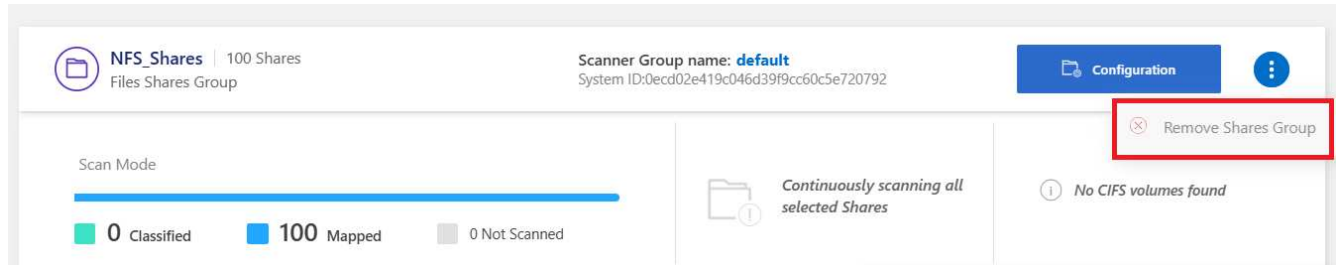 NFS_Shares | 100 Shares
Files Shares Group
Scanner Group name: default
System ID:0ecd02e419c046d39f9cc60c5e720792
Configuration
Remove Shares Group
Scan Mode
0 Classified
100 Mapped
0 Not Scanned
Continuously scanning all
selected Shares
No CIFS volumes found